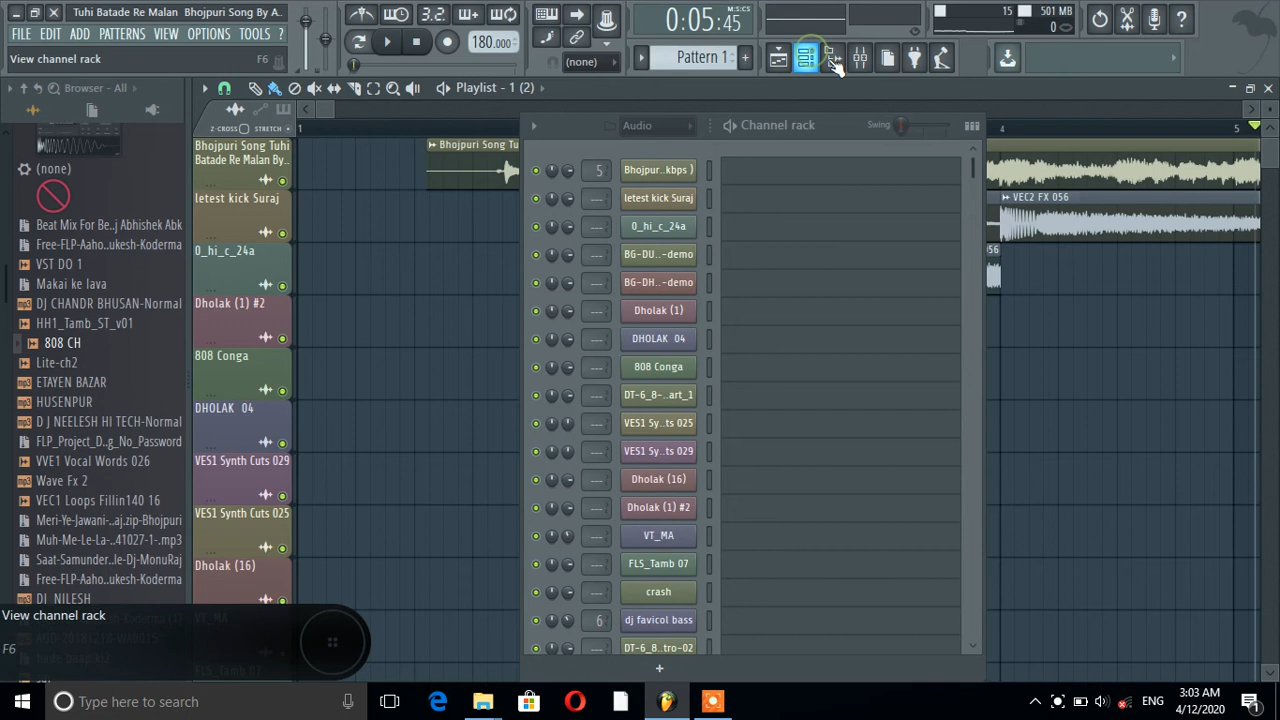 Tuhi Batade Re Malan Bhojpuri Song By A..
FILE EDIT ADD PATTERNS VIEW OPTIONS TOOLS ?
View channel rack F6
3.2.
180.000
(none)
0:05:45
M:S:CS
Pattern 1
15 501 MB
0
Browser - All
Playlist - 1 (2)
Z-CROSS STRETCH
1 4 5
(none)
Beat Mix For Be..j Abhishek Abk
Free-FLP-Aaho..ukesh-Koderma
VST DO 1
Makai ke lava
DJ CHANDR BHUSAN-Normal
HH1_Tamb_ST_v01
808 CH
Lite-ch2
ETAYEN BAZAR
HUSENPUR
D J NEELESH HI TECH-Normal
FLP_Project_D..g_No_Password
VVE1 Vocal Words 026
Wave Fx 2
VEC1 Loops Fillin140 16
Meri-Ye-Jawani-..aj.zip-Bhojpuri
Muh-Me-Le-La-..41027-1-.mp3
Saat-Samunder..le-Dj-MonuRaj
Free-FLP-Aaho..ukesh-Koderma
DJ NILESH
Bhojpuri Song Tuhi
Batade Re Malan By..
letest kick Suraj
0_hi_c_24a
Dholak (1) #2
808 Conga
DHOLAK 04
VES1 Synth Cuts 029
VES1 Synth Cuts 025
Dholak (16)
VT_MA
FLS_Tamb 07
Bhojpuri Song Tu
VEC2 FX 056
Audio
Channel rack
Swing
5 Bhojpur..kbps )
letest kick Suraj
0_hi_c_24a
BG-DU..-demo
BG-DH..-demo
Dholak (1)
DHOLAK 04
808 Conga
DT-6_8-..art_1
VES1 Sy..ts 025
VES1 Sy..ts 029
Dholak (16)
Dholak (1) #2
VT_MA
FLS_Tamb 07
crash
6 dj favicol bass
DT-6_8..tro-02
+
View channel rack
F6
Type here to search
ENG
3:03 AM
4/12/2020
1